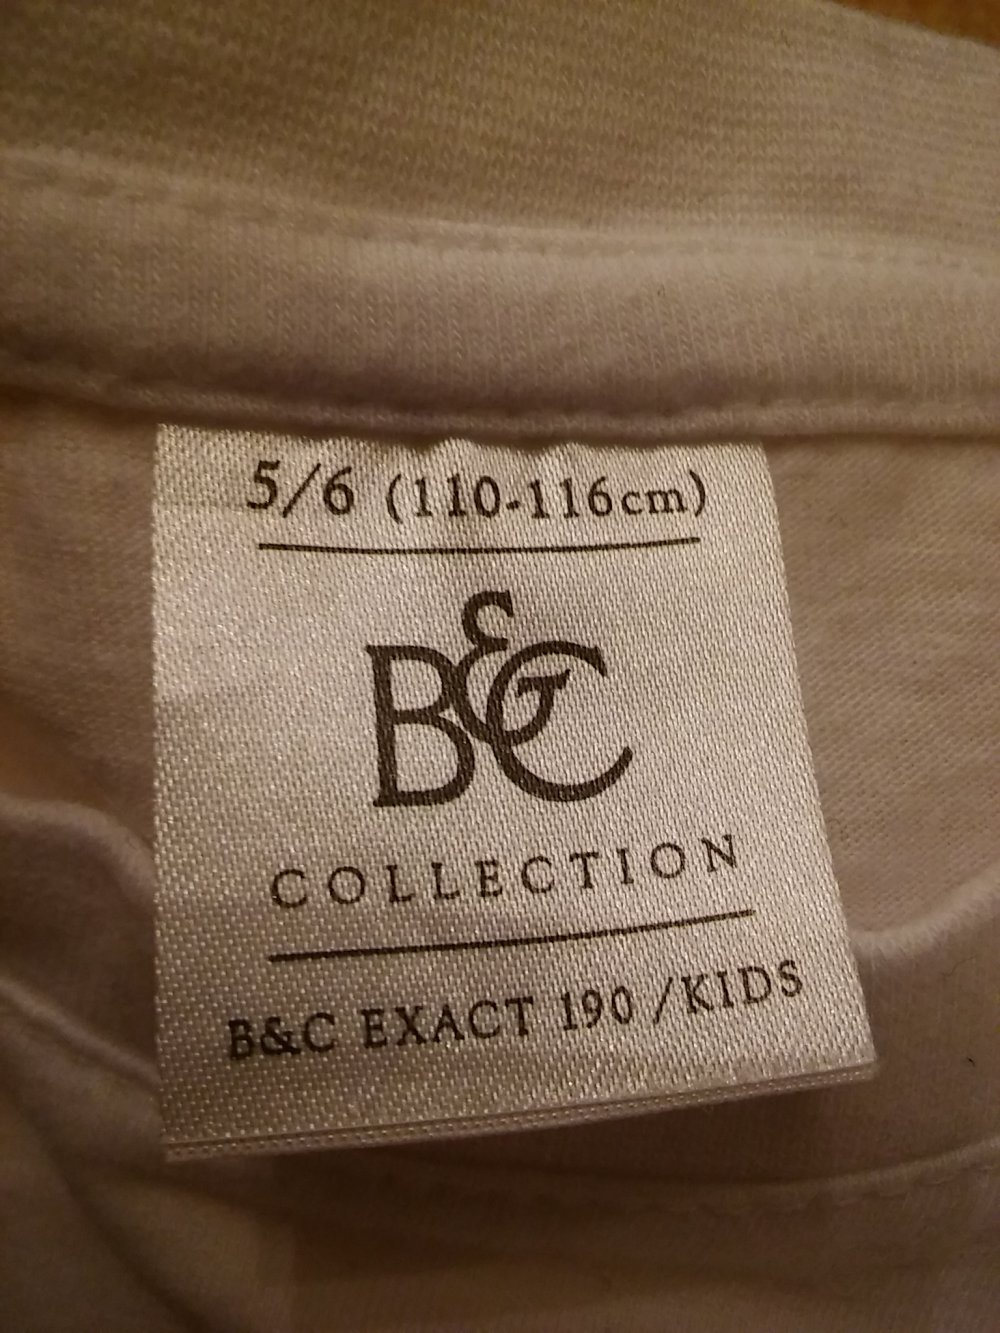 5/6 (110-116cm)
B&C
COLLECTION
B&C EXACT 190 /KIDS